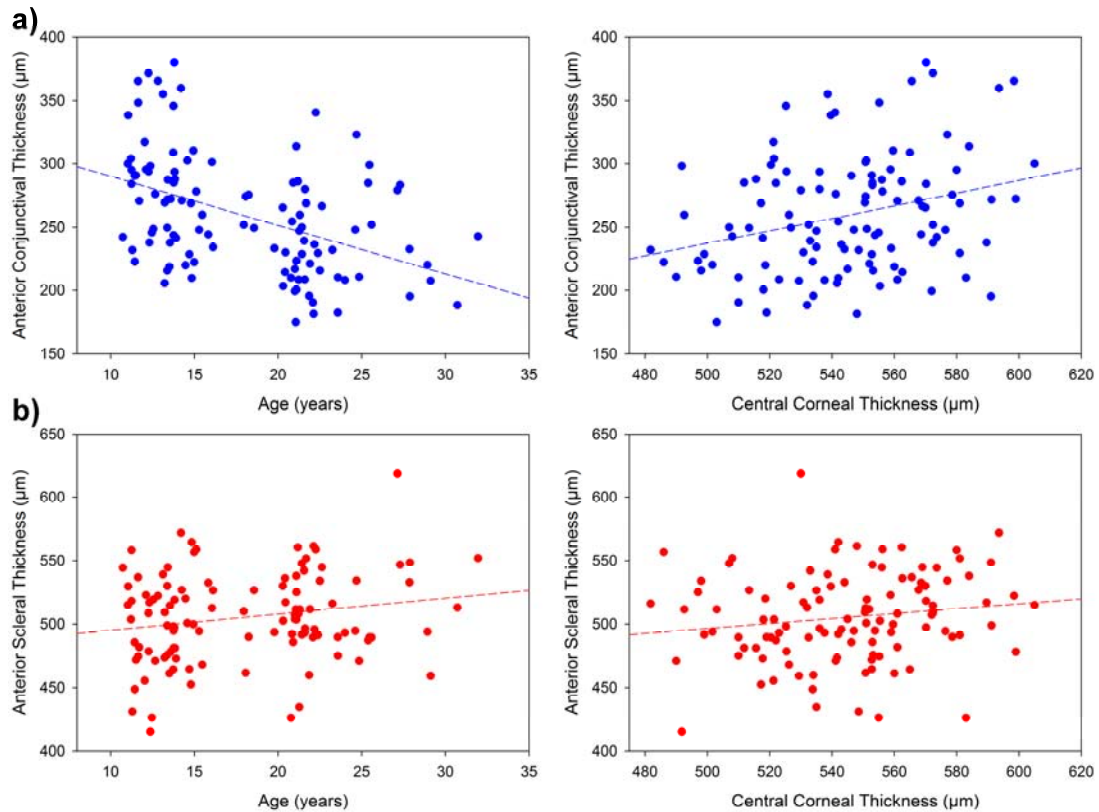 a)
Anterior Conjunctival Thickness (µm)
400
350
300
250
200
150
10 15 20 25 30 35
Age (years)
Anterior Conjunctival Thickness (µm)
400
350
300
250
200
150
480 500 520 540 560 580 600 620
Central Corneal Thickness (µm)
b)
Anterior Scleral Thickness (µm)
650
600
550
500
450
400
10 15 20 25 30 35
Age (years)
Anterior Scleral Thickness (µm)
650
600
550
500
450
400
480 500 520 540 560 580 600 620
Central Corneal Thickness (µm)